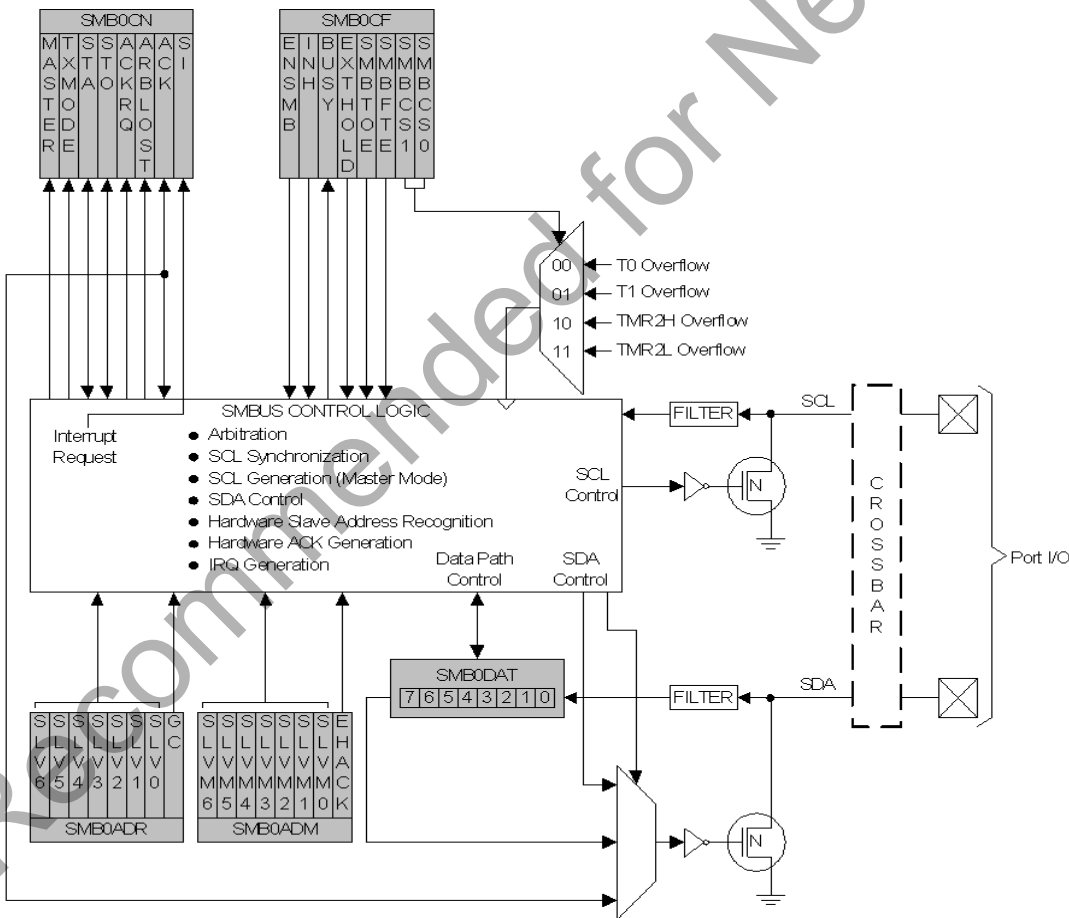 SMB0CN
MASTER
TXMODE
STA
STO
ACKRQ
ARBLOST
ACK
SI
SMB0CF
ENSMB
INH
BUSY
EXTHOLD
SMBTOE
SMBFTE
SMBCS1
SMBCS0
00
T0 Overflow
01
T1 Overflow
10
TMR2H Overflow
11
TMR2L Overflow
SMBUS CONTROL LOGIC
Interrupt
Request
● Arbitration
● SCL Synchronization
● SCL Generation (Master Mode)
● SDA Control
● Hardware Slave Address Recognition
● Hardware ACK Generation
● IRQ Generation
Data Path
Control
SDA
Control
SCL
Control
FILTER
SCL
N
CROSSBAR
Port I/O
SMB0DAT
7 6 5 4 3 2 1 0
FILTER
SDA
N
SLV6
SLV5
SLV4
SLV3
SLV2
SLV1
SLV0
GC
SMB0ADR
SLVM6
SLVM5
SLVM4
SLVM3
SLVM2
SLVM1
SLVM0
EHACK
SMB0ADM
Recommended for Ne